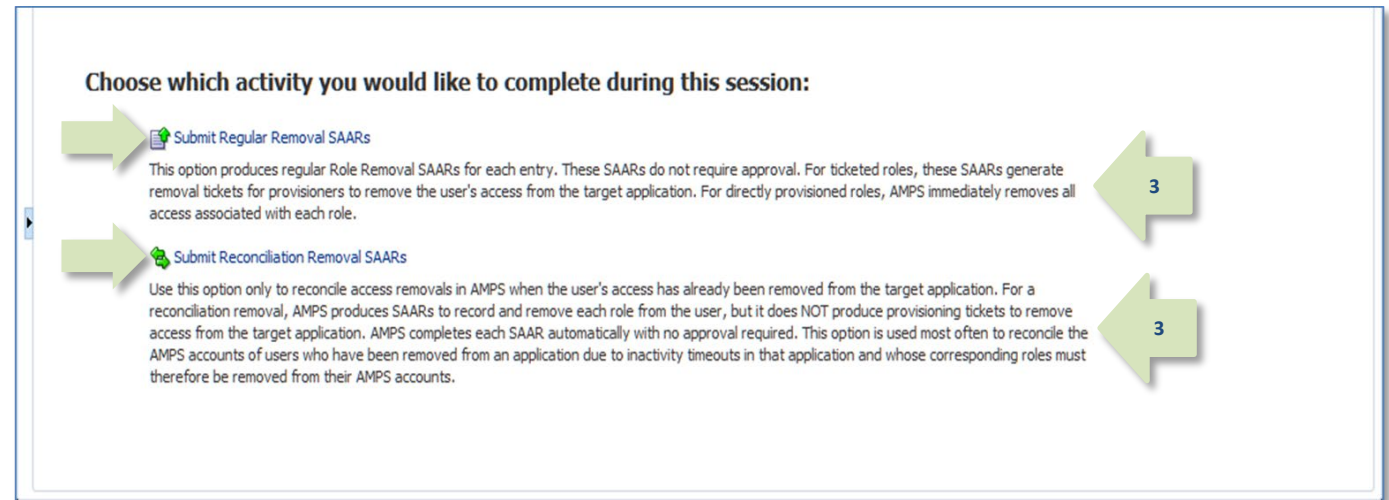 Choose which activity you would like to complete during this session:
Submit Regular Removal SAARs
This option produces regular Role Removal SAARs for each entry. These SAARs do not require approval. For ticketed roles, these SAARs generate
removal tickets for provisioners to remove the user's access from the target application. For directly provisioned roles, AMPS immediately removes all
access associated with each role.
3
Submit Reconciliation Removal SAARs
Use this option only to reconcile access removals in AMPS when the user's access has already been removed from the target application. For a
reconciliation removal, AMPS produces SAARs to record and remove each role from the user, but it does NOT produce provisioning tickets to remove
access from the target application. AMPS completes each SAAR automatically with no approval required. This option is used most often to reconcile the
AMPS accounts of users who have been removed from an application due to inactivity timeouts in that application and whose corresponding roles must
therefore be removed from their AMPS accounts.
3